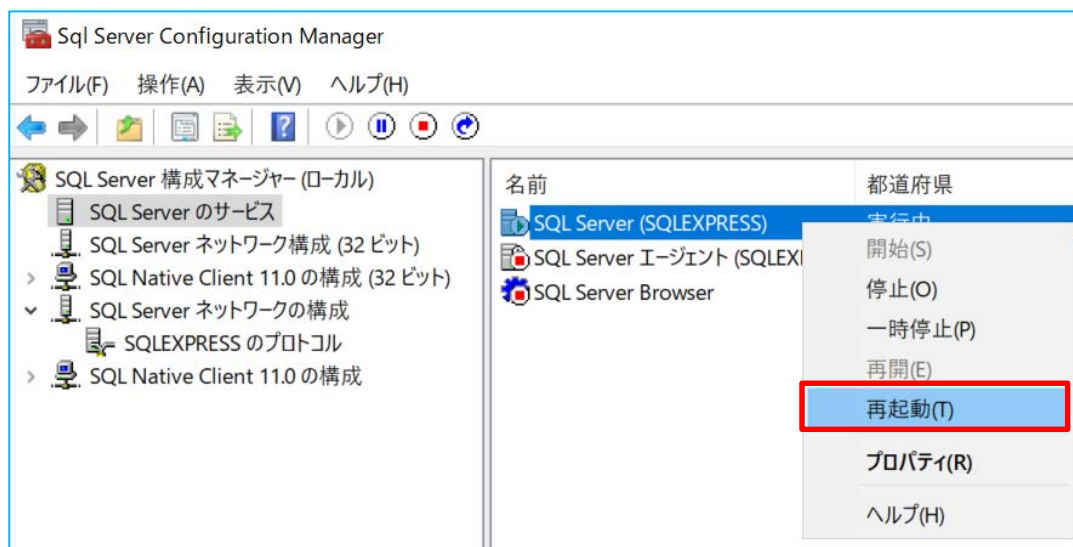 Sql Server Configuration Manager
ファイル(F) 操作(A) 表示(V) ヘルプ(H)
SQL Server 構成マネージャー (ローカル)
SQL Server のサービス
SQL Server ネットワーク構成 (32 ビット)
SQL Native Client 11.0 の構成 (32 ビット)
SQL Server ネットワークの構成
SQLEXPRESS のプロトコル
SQL Native Client 11.0 の構成
名前 都道府県
SQL Server (SQLEXPRESS) 実行中
SQL Server エージェント (SQLEX
SQL Server Browser
開始(S)
停止(O)
一時停止(P)
再開(E)
再起動(T)
プロパティ(R)
ヘルプ(H)